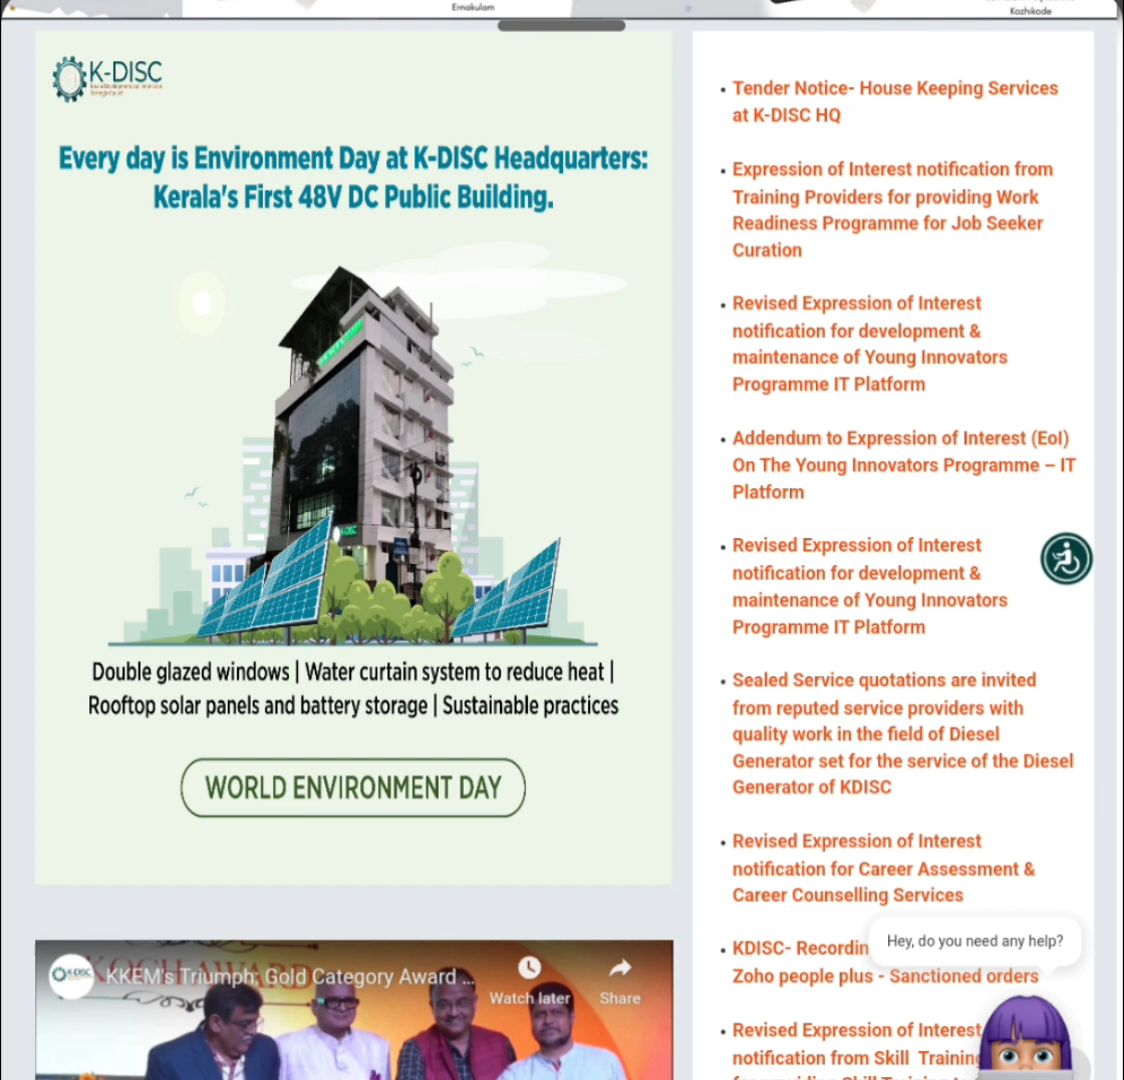 Ernakulam
Kozhikode
K-DISC
Every day is Environment Day at K-DISC Headquarters:
Kerala's First 48V DC Public Building.
K-DISC
Double glazed windows | Water curtain system to reduce heat |
Rooftop solar panels and battery storage | Sustainable practices
WORLD ENVIRONMENT DAY
K-DISC
KKEM's Triumph: Gold Category Award ...
Watch later
Share
KOCH AWARD
• Tender Notice- House Keeping Services
at K-DISC HQ
• Expression of Interest notification from
Training Providers for providing Work
Readiness Programme for Job Seeker
Curation
• Revised Expression of Interest
notification for development &
maintenance of Young Innovators
Programme IT Platform
• Addendum to Expression of Interest (EoI)
On The Young Innovators Programme – IT
Platform
• Revised Expression of Interest
notification for development &
maintenance of Young Innovators
Programme IT Platform
• Sealed Service quotations are invited
from reputed service providers with
quality work in the field of Diesel
Generator set for the service of the Diesel
Generator of KDISC
• Revised Expression of Interest
notification for Career Assessment &
Career Counselling Services
• KDISC- Recordin
Zoho people plus - Sanctioned orders
• Revised Expression of Interest
notification from Skill Training
Hey, do you need any help?